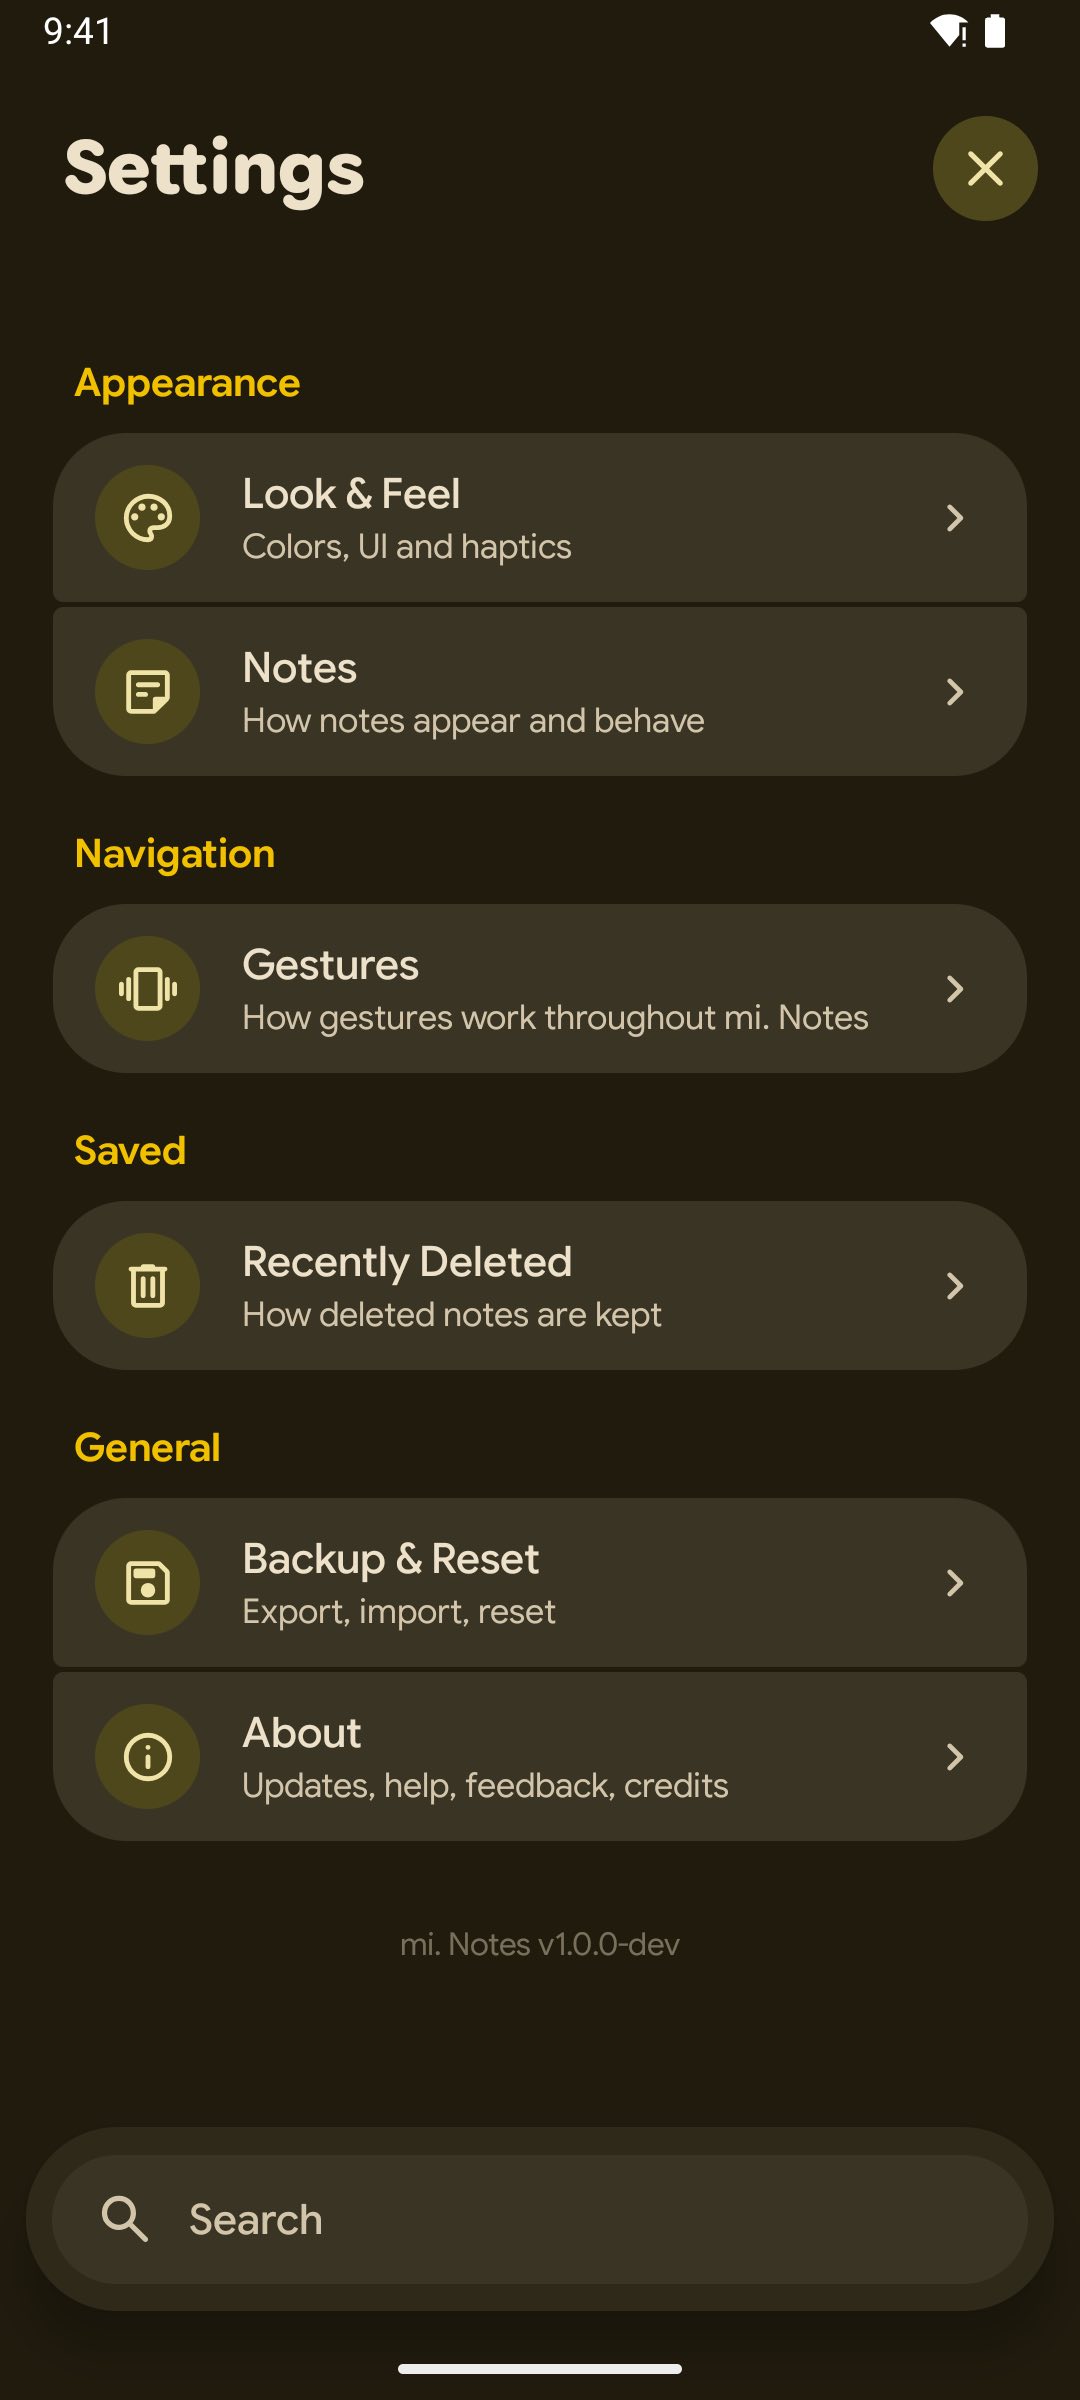 9:41
Settings
Appearance
Look & Feel
Colors, UI and haptics
Notes
How notes appear and behave
Navigation
Gestures
How gestures work throughout mi. Notes
Saved
Recently Deleted
How deleted notes are kept
General
Backup & Reset
Export, import, reset
About
Updates, help, feedback, credits
mi. Notes v1.0.0-dev
Search